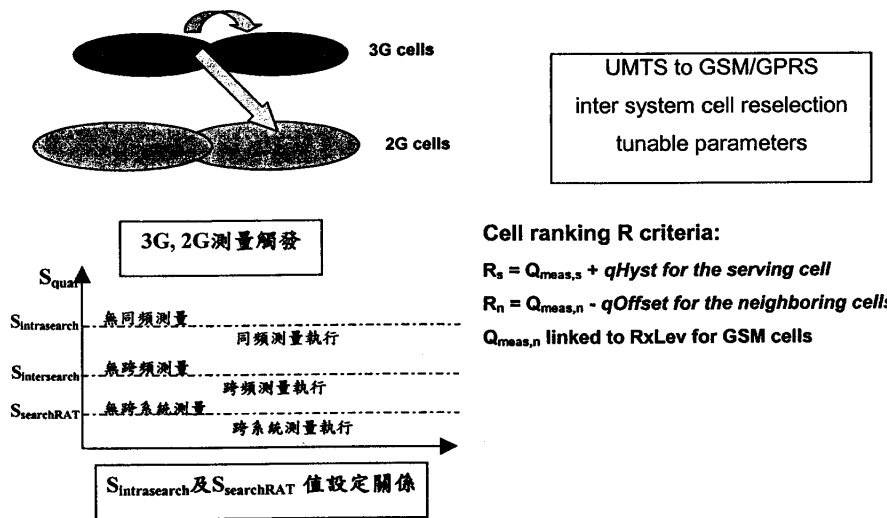 3G cells
2G cells
UMTS to GSM/GPRS
inter system cell reselection
tunable parameters
3G, 2G測量觸發
Squal
Sintrasearch
無同頻測量
同頻測量執行
Sintersearch
無跨頻測量
跨頻測量執行
SsearchRAT
無跨系統測量
跨系統測量執行
Sintrasearch及SsearchRAT 值設定關係
Cell ranking R criteria:
Rs = Qmeas,s + qHyst for the serving cell
Rn = Qmeas,n - qOffset for the neighboring cells
Qmeas,n linked to RxLev for GSM cells